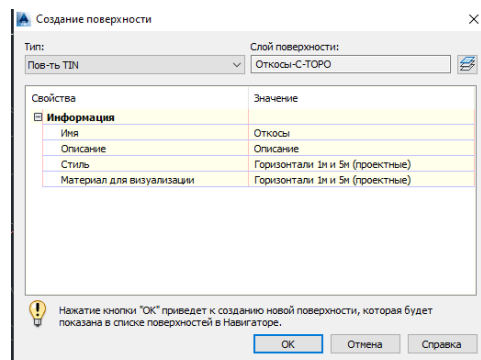 Создание поверхности
Тип:
Слой поверхности:
Пов-ть TIN
Откосы-С-ТОРО
Свойства Значение
Информация
Имя Откосы
Описание Описание
Стиль Горизонтали 1м и 5м (проектные)
Материал для визуализации Горизонтали 1м и 5м (проектные)
Нажатие кнопки "ОК" приведет к созданию новой поверхности, которая будет
показана в списке поверхностей в Навигаторе.
ОК Отмена Справка